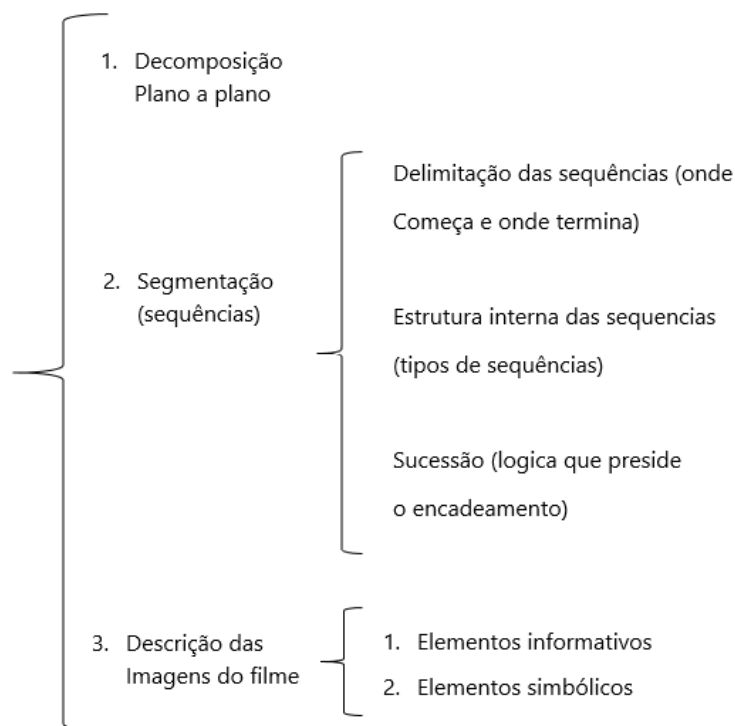 1. Decomposição
Plano a plano
Delimitação das sequências (onde
Começa e onde termina)
2. Segmentação
(sequências)
Estrutura interna das sequencias
(tipos de sequências)
Sucessão (logica que preside
o encadeamento)
3. Descrição das
Imagens do filme
1. Elementos informativos
2. Elementos simbólicos